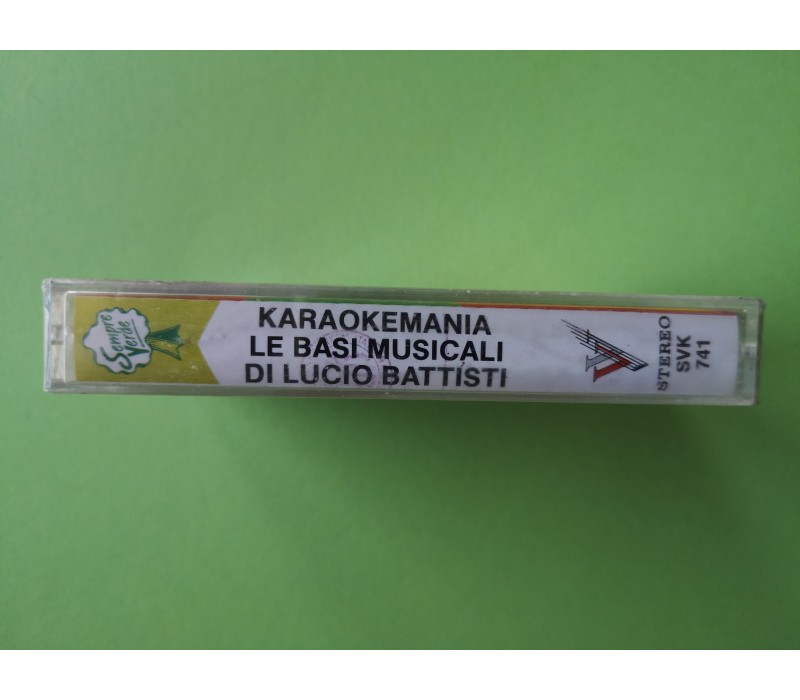 Sempre
Verde
KARAOKEMANIA
LE BASI MUSICALI
DI LUCIO BATTISTI
STEREO
SVK
741